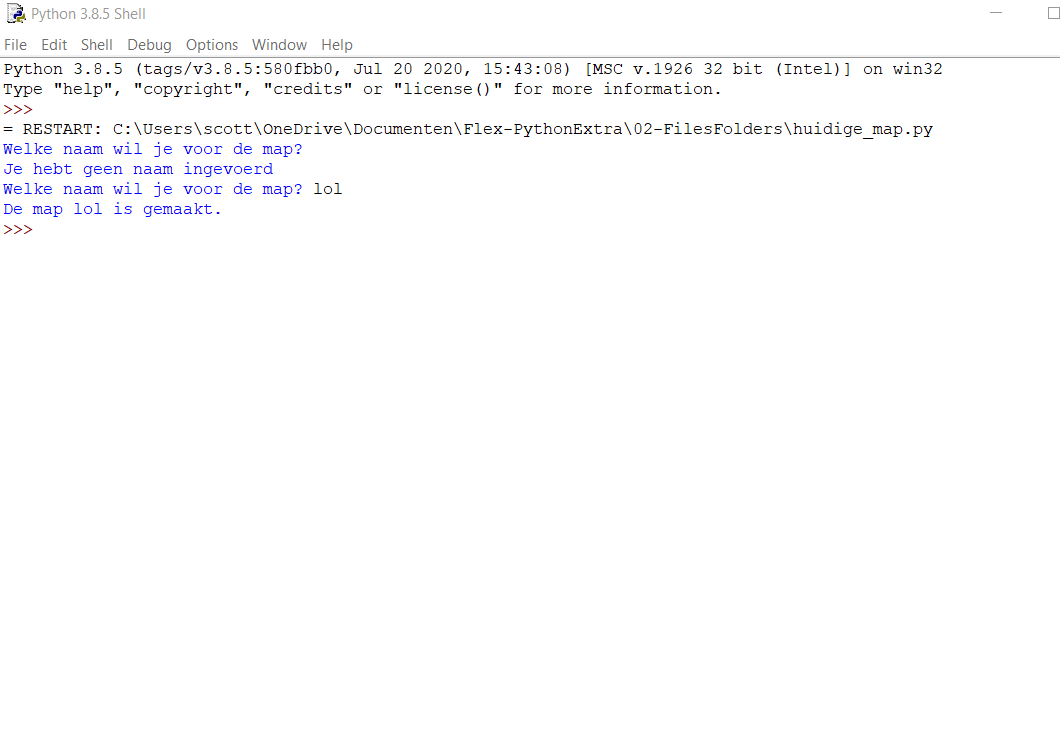 Python 3.8.5 Shell
File Edit Shell Debug Options Window Help
Python 3.8.5 (tags/v3.8.5:580fbb0, Jul 20 2020, 15:43:08) [MSC v.1926 32 bit (Intel)] on win32
Type "help", "copyright", "credits" or "license()" for more information.
>>>
= RESTART: C:\Users\scott\OneDrive\Documenten\Flex-PythonExtra\02-FilesFolders\huidige_map.py
Welke naam wil je voor de map?
Je hebt geen naam ingevoerd
Welke naam wil je voor de map? lol
De map lol is gemaakt.
>>>